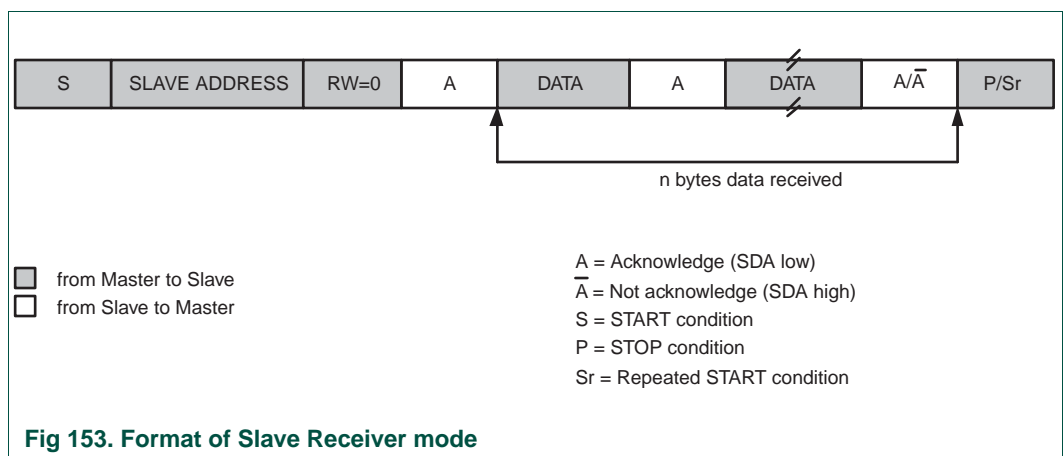 S SLAVE ADDRESS RW=0 A DATA A DATA A/A̅ P/Sr
n bytes data received
from Master to Slave
from Slave to Master
A = Acknowledge (SDA low)
A̅ = Not acknowledge (SDA high)
S = START condition
P = STOP condition
Sr = Repeated START condition
Fig 153. Format of Slave Receiver mode